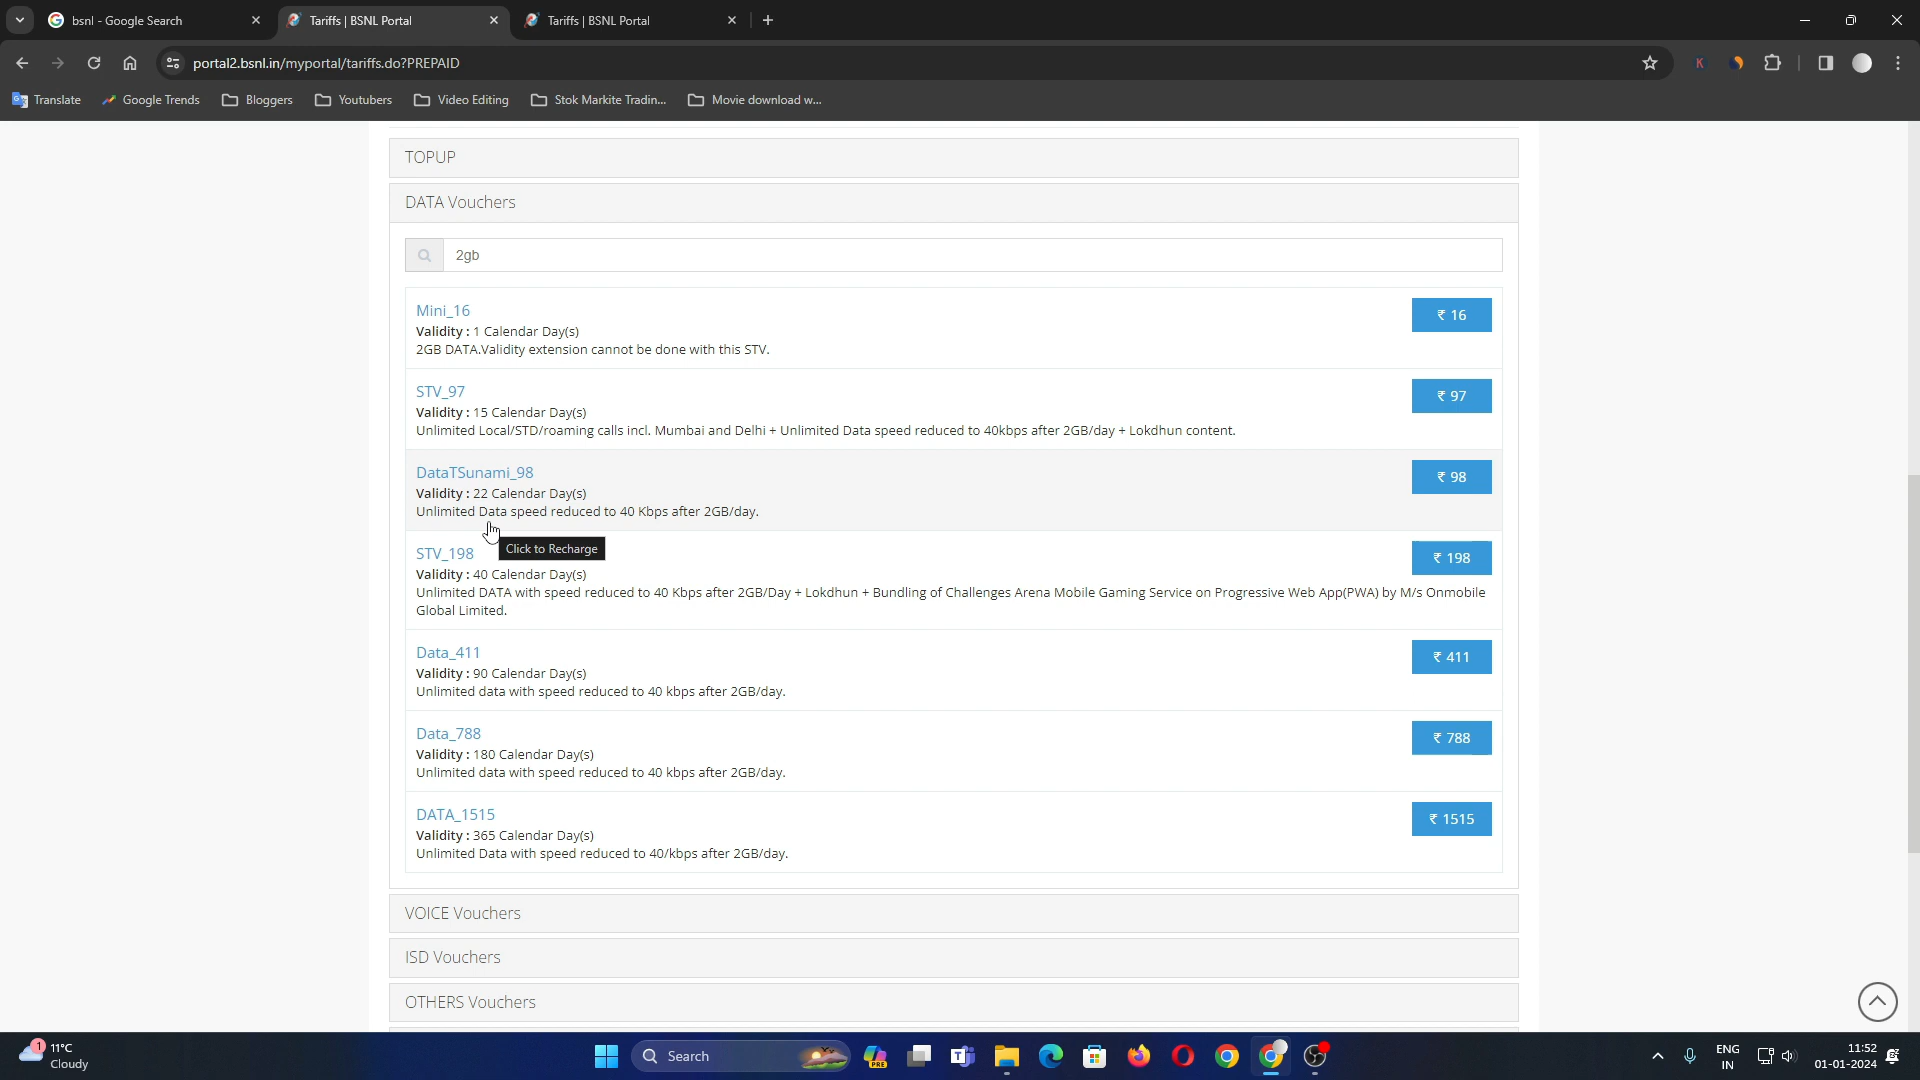 bsnl - Google Search
Tariffs | BSNL Portal
Tariffs | BSNL Portal
portal2.bsnl.in/myportal/tariffs.do?PREPAID
K
Translate
Google Trends
Bloggers
Youtubers
Video Editing
Stok Markite Tradin...
Movie download w...
TOPUP
DATA Vouchers
2gb
Mini_16
₹ 16
Validity : 1 Calendar Day(s)
2GB DATA.Validity extension cannot be done with this STV.
STV_97
₹ 97
Validity : 15 Calendar Day(s)
Unlimited Local/STD/roaming calls incl. Mumbai and Delhi + Unlimited Data speed reduced to 40kbps after 2GB/day + Lokdhun content.
DataTSunami_98
₹ 98
Validity : 22 Calendar Day(s)
Unlimited Data speed reduced to 40 Kbps after 2GB/day.
Click to Recharge
STV_198
₹ 198
Validity : 40 Calendar Day(s)
Unlimited DATA with speed reduced to 40 Kbps after 2GB/Day + Lokdhun + Bundling of Challenges Arena Mobile Gaming Service on Progressive Web App(PWA) by M/s Onmobile
Global Limited.
Data_411
₹ 411
Validity : 90 Calendar Day(s)
Unlimited data with speed reduced to 40 kbps after 2GB/day.
Data_788
₹ 788
Validity : 180 Calendar Day(s)
Unlimited data with speed reduced to 40 kbps after 2GB/day.
DATA_1515
₹ 1515
Validity : 365 Calendar Day(s)
Unlimited Data with speed reduced to 40/kbps after 2GB/day.
VOICE Vouchers
ISD Vouchers
OTHERS Vouchers
1
11°C
Cloudy
Search
PRE
ENG
IN
11:52
01-01-2024